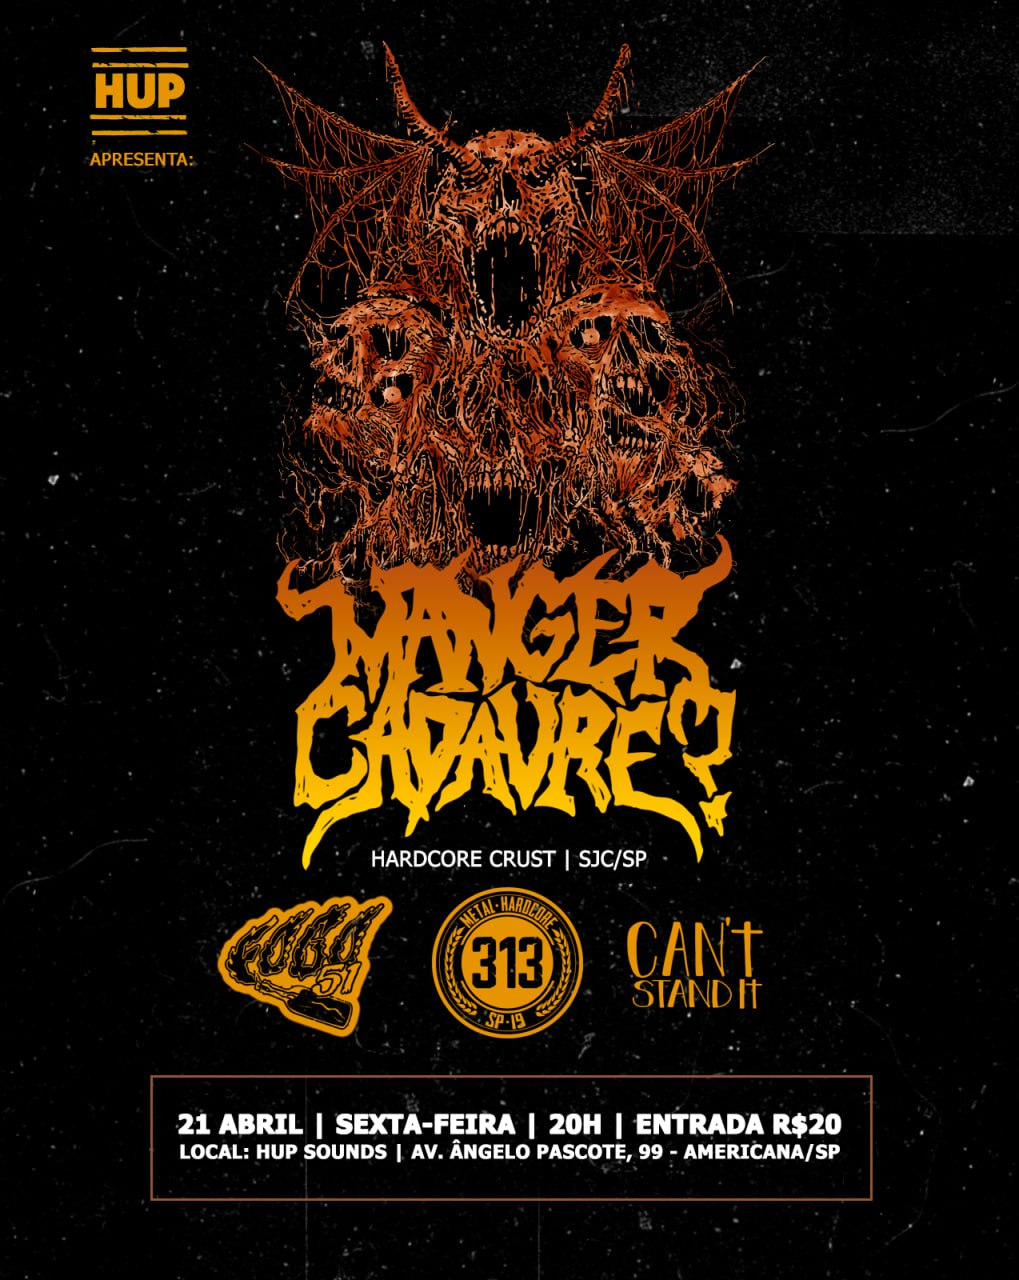 HUP
APRESENTA:
MANGER
CADAVRE?
HARDCORE CRUST | SJC/SP
FOGO
51
METAL·HARDCORE
313
SP·19
CAN'T
STAND IT
21 ABRIL | SEXTA-FEIRA | 20H | ENTRADA R$20
LOCAL: HUP SOUNDS | AV. ÂNGELO PASCOTE, 99 - AMERICANA/SP